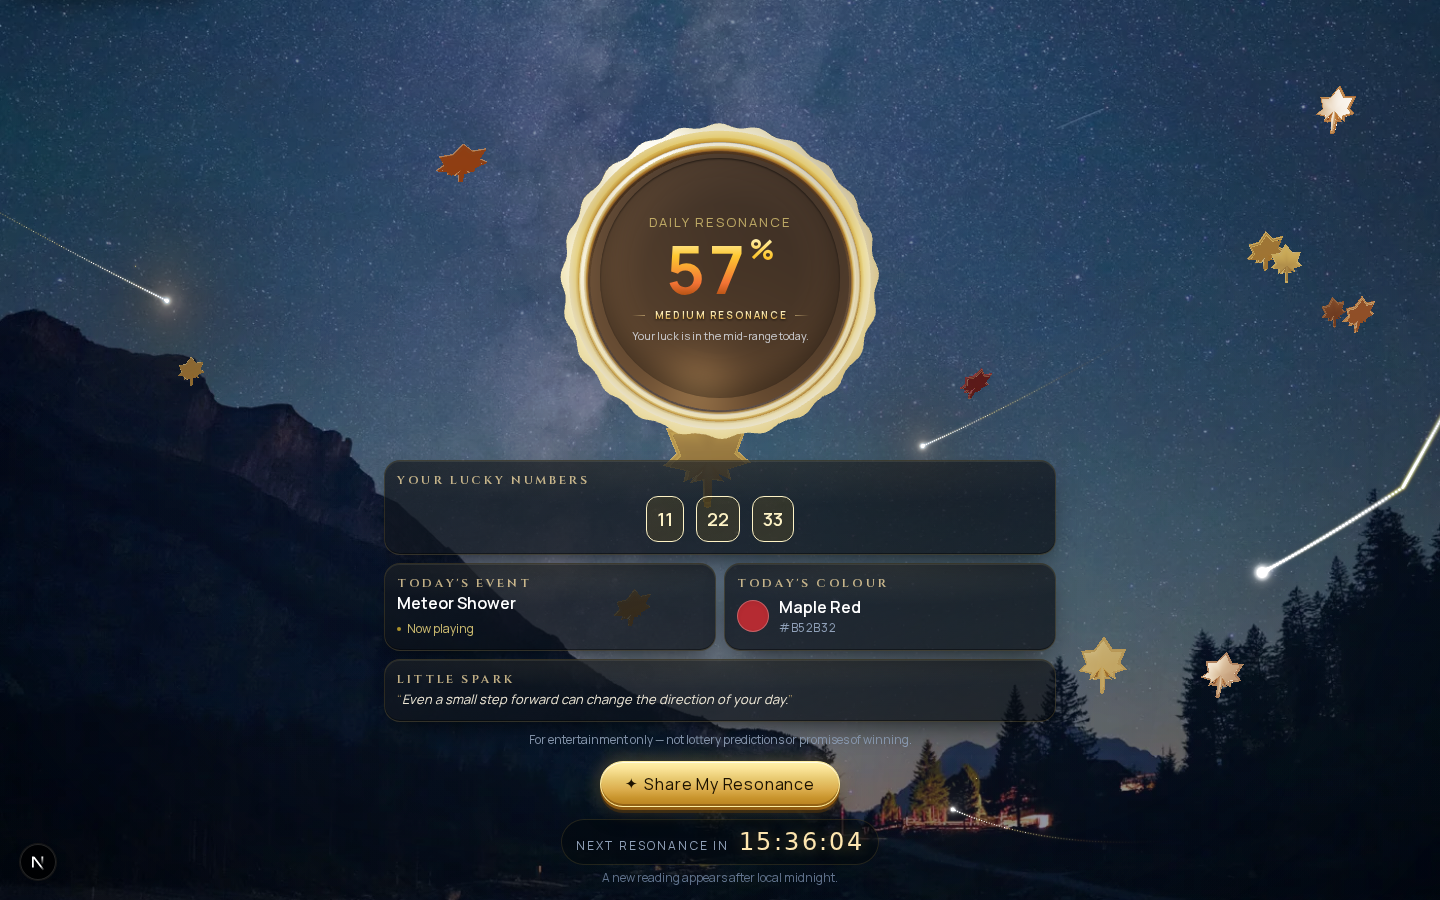 DAILY RESONANCE
57%
MEDIUM RESONANCE
Your luck is in the mid-range today.
YOUR LUCKY NUMBERS
11 22 33
TODAY'S EVENT
Meteor Shower
• Now playing
TODAY'S COLOUR
Maple Red
#B52B32
LITTLE SPARK
"Even a small step forward can change the direction of your day."
For entertainment only — not lottery predictions or promises of winning.
✦ Share My Resonance
NEXT RESONANCE IN 15:36:04
A new reading appears after local midnight.
N